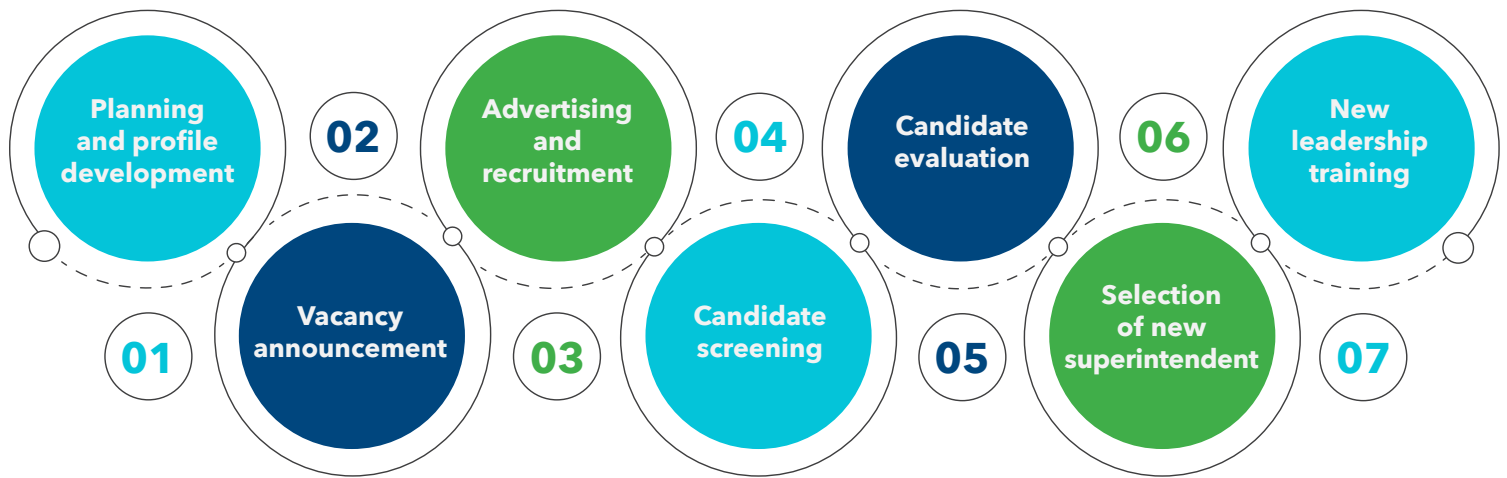 01
Planning
and profile
development
02
Vacancy
announcement
03
Advertising
and
recruitment
04
Candidate
screening
05
Candidate
evaluation
06
Selection
of new
superintendent
07
New
leadership
training